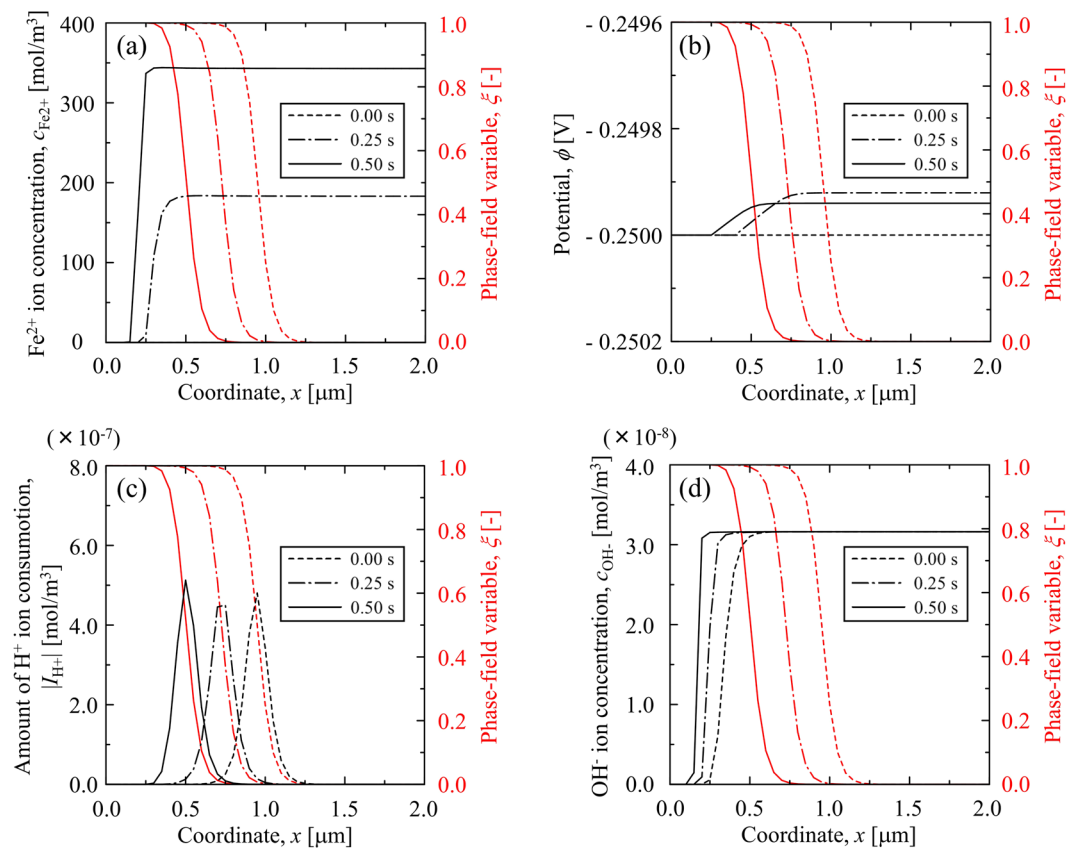 (a)
400
300
200
100
0
Fe2+ ion concentration, cFe2+ [mol/m3]
0.00 s
0.25 s
0.50 s
1.0
0.8
0.6
0.4
0.2
0.0
Phase-field variable, ξ [-]
0.0 0.5 1.0 1.5 2.0
Coordinate, x [μm]
(b)
- 0.2496
- 0.2498
- 0.2500
- 0.2502
Potential, ϕ [V]
0.00 s
0.25 s
0.50 s
1.0
0.8
0.6
0.4
0.2
0.0
Phase-field variable, ξ [-]
0.0 0.5 1.0 1.5 2.0
Coordinate, x [μm]
(×10-7)
(c)
8.0
6.0
4.0
2.0
0.0
Amount of H+ ion consumotion,
|IH+| [mol/m3]
0.00 s
0.25 s
0.50 s
1.0
0.8
0.6
0.4
0.2
0.0
Phase-field variable, ξ [-]
0.0 0.5 1.0 1.5 2.0
Coordinate, x [μm]
(×10-8)
(d)
4.0
3.0
2.0
1.0
0.0
OH- ion concentration, cOH- [mol/m3]
0.00 s
0.25 s
0.50 s
1.0
0.8
0.6
0.4
0.2
0.0
Phase-field variable, ξ [-]
0.0 0.5 1.0 1.5 2.0
Coordinate, x [μm]